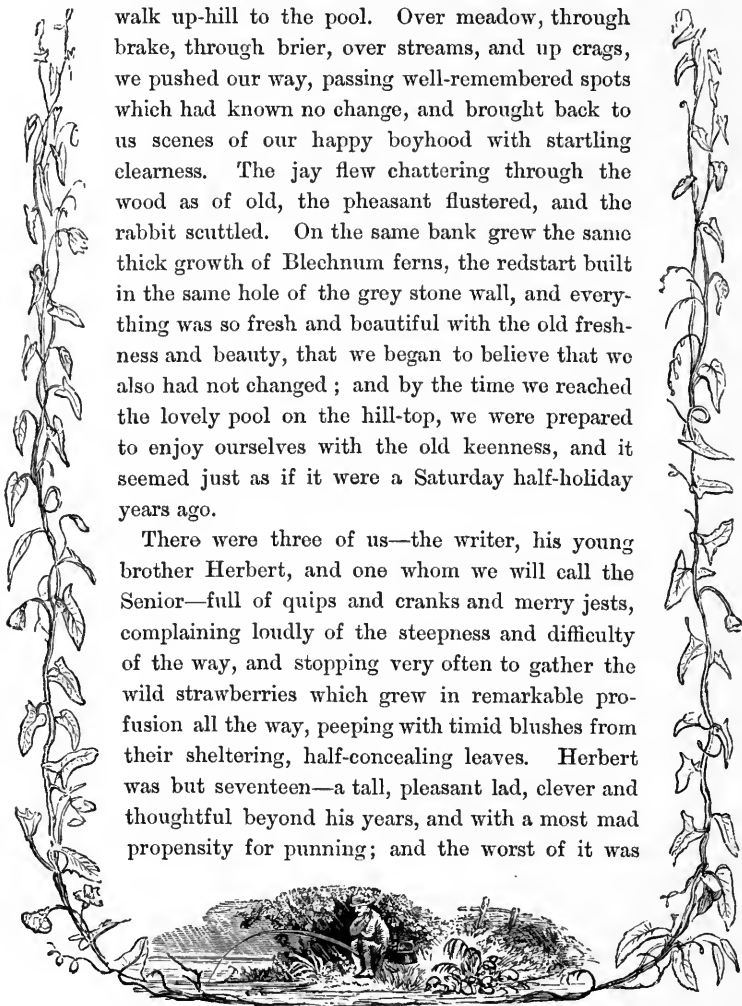 walk up-hill to the pool. Over meadow, through
brake, through brier, over streams, and up crags,
we pushed our way, passing well-remembered spots
which had known no change, and brought back to
us scenes of our happy boyhood with startling
clearness. The jay flew chattering through the
wood as of old, the pheasant flustered, and the
rabbit scuttled. On the same bank grew the same
thick growth of Blechnum ferns, the redstart built
in the same hole of the grey stone wall, and every-
thing was so fresh and beautiful with the old fresh-
ness and beauty, that we began to believe that we
also had not changed ; and by the time we reached
the lovely pool on the hill-top, we were prepared
to enjoy ourselves with the old keenness, and it
seemed just as if it were a Saturday half-holiday
years ago.
There were three of us—the writer, his young
brother Herbert, and one whom we will call the
Senior—full of quips and cranks and merry jests,
complaining loudly of the steepness and difficulty
of the way, and stopping very often to gather the
wild strawberries which grew in remarkable pro-
fusion all the way, peeping with timid blushes from
their sheltering, half-concealing leaves. Herbert
was but seventeen—a tall, pleasant lad, clever and
thoughtful beyond his years, and with a most mad
propensity for punning; and the worst of it was